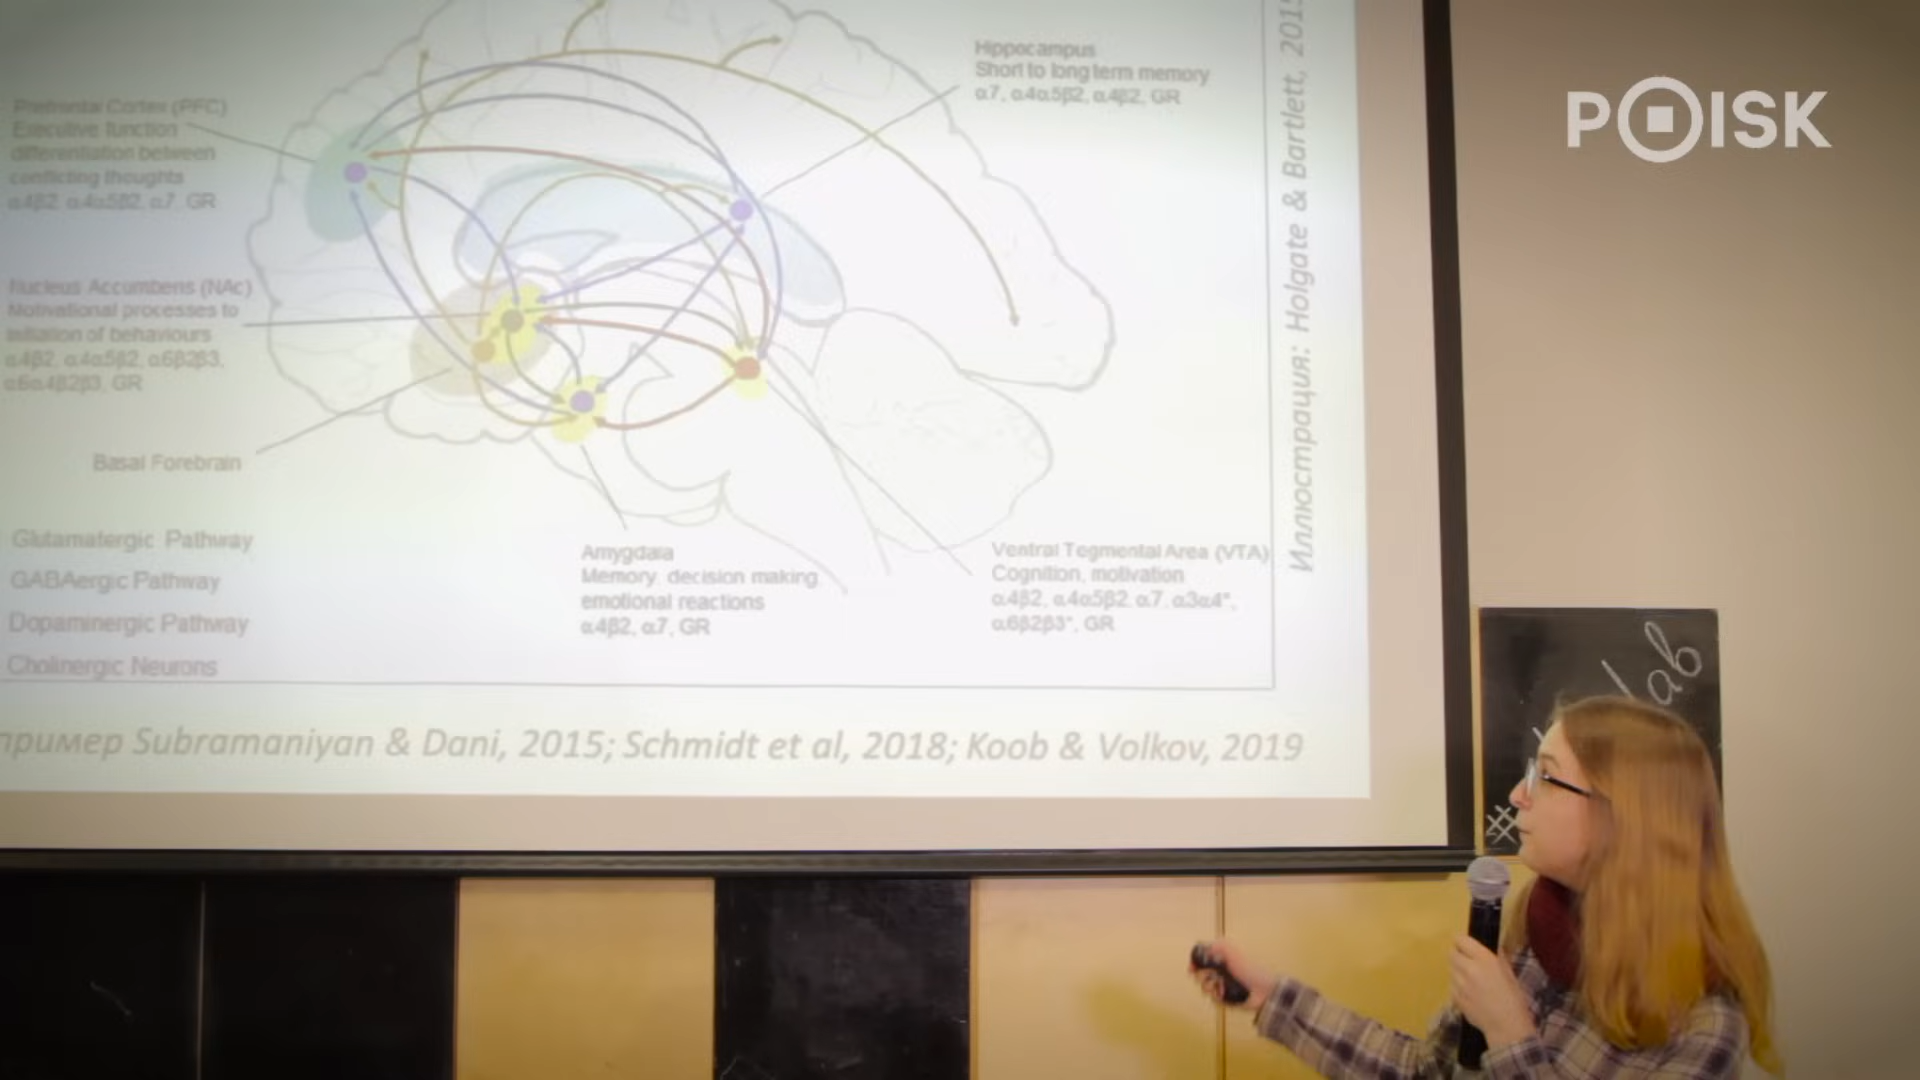 Prefrontal Cortex (PFC)
Executive function
differentiation between
conflicting thoughts
α4β2, α4α5β2, α7, GR
Nucleus Accumbens (NAc)
Motivational processes to
initiation of behaviours
α4β2, α4α5β2, α6β2β3,
α6α4β2β3, GR
Basal Forebrain
Glutamatergic Pathway
GABAergic Pathway
Dopaminergic Pathway
Cholinergic Neurons
Hippocampus
Short to long term memory
α7, α4α5β2, α4β2, GR
Amygdala
Memory, decision making
emotional reactions
α4β2, α7, GR
Ventral Tegmental Area (VTA)
Cognition, motivation
α4β2, α4α5β2, α7, α3α4*,
α6β2β3*, GR
Иллюстрация: Holgate & Bartlett, 2015
пример Subramaniyan & Dani, 2015; Schmidt et al, 2018; Koob & Volkov, 2019
POISK
lab
#